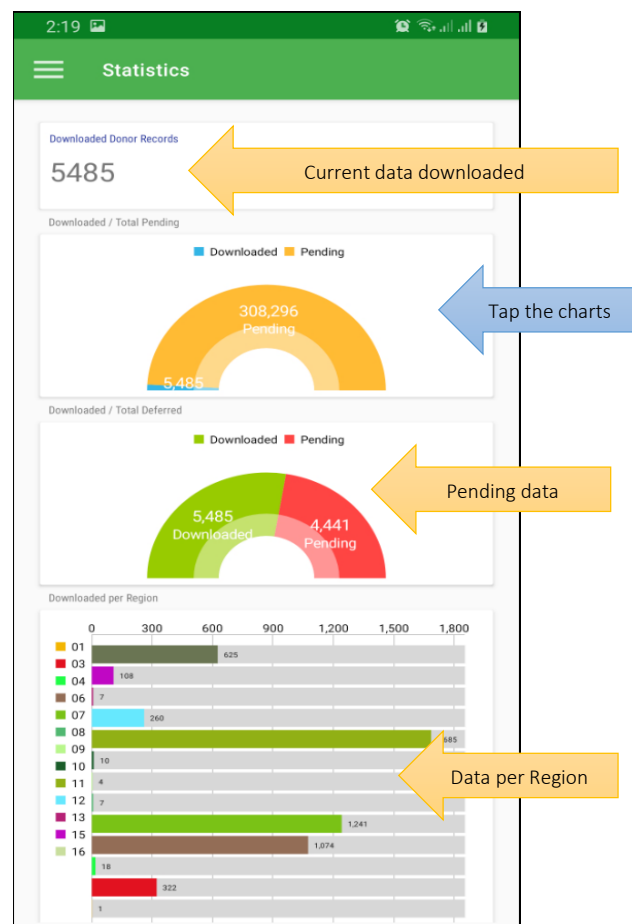 2:19
Statistics
Downloaded Donor Records
5485
Current data downloaded
Downloaded / Total Pending
Downloaded Pending
308,296
Pending
5,485
Tap the charts
Downloaded / Total Deferred
Downloaded Pending
5,485
Downloaded
4,441
Pending
Pending data
Downloaded per Region
0 300 600 900 1,200 1,500 1,800
01
03
04
06
07
08
09
10
11
12
13
15
16
625
108
7
260
685
10
4
7
1,241
1,074
18
322
1
Data per Region